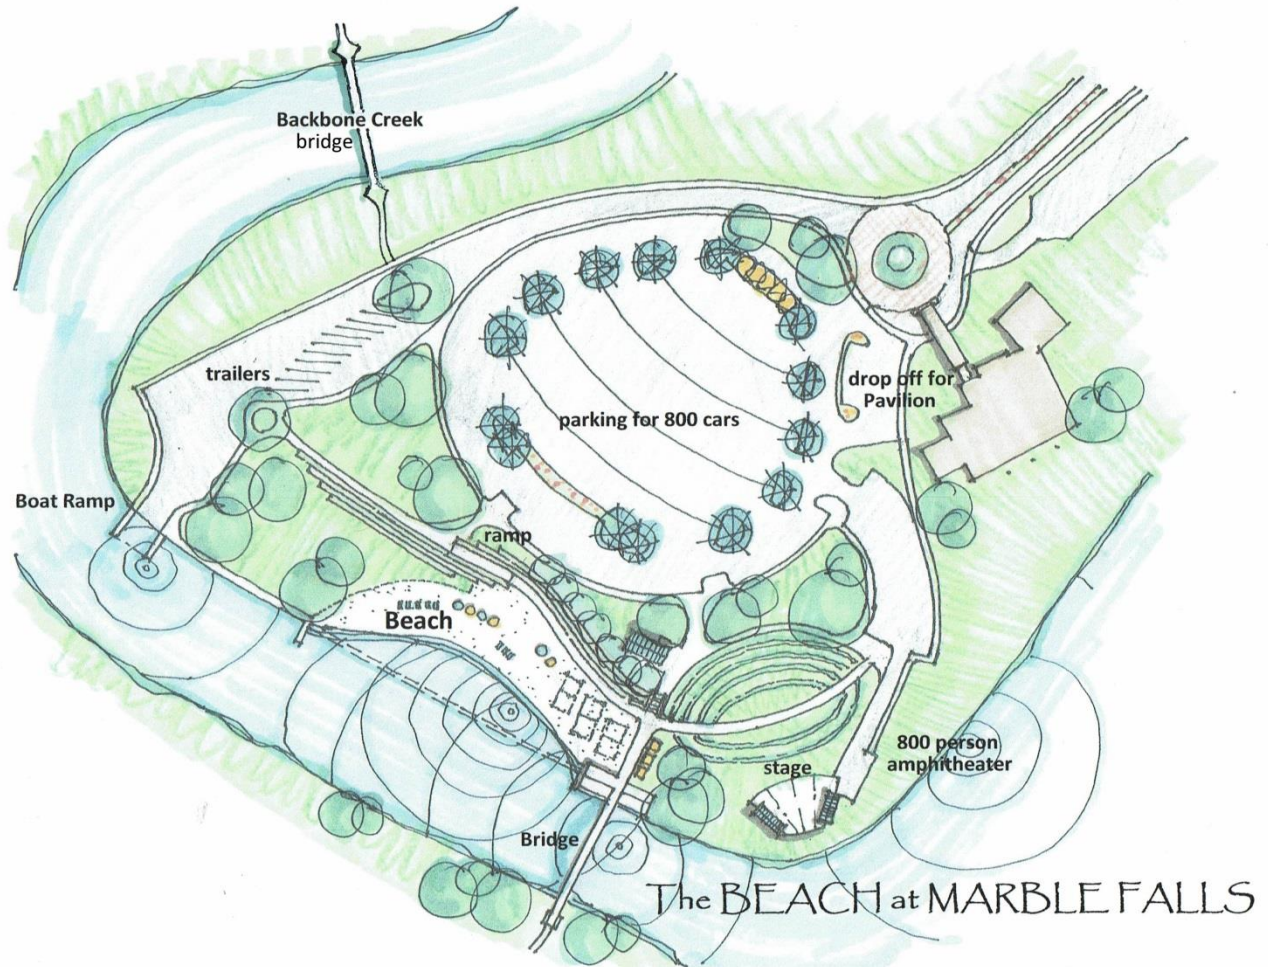 Backbone Creek
bridge
trailers
drop off for
Pavilion
parking for 800 cars
Boat Ramp
ramp
Beach
800 person
amphitheater
stage
Bridge
The BEACH at MARBLE FALLS